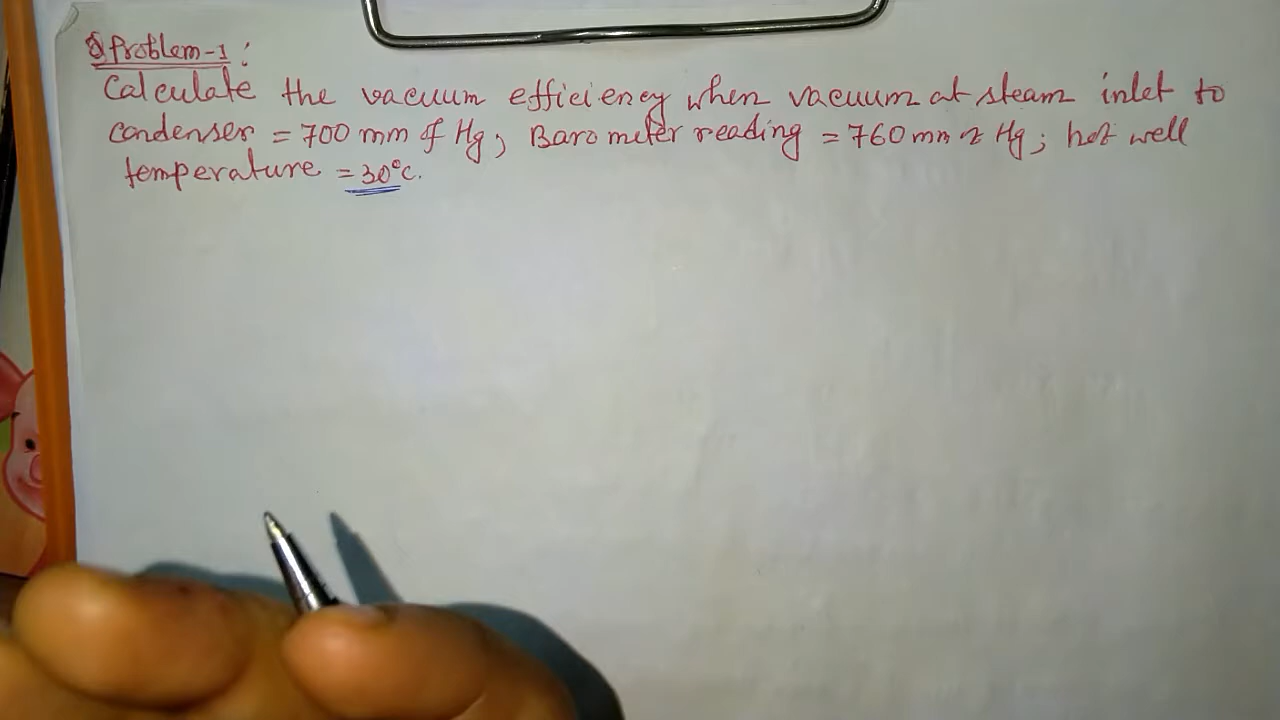 Problem-1:
Calculate the vacuum efficiency when vacuum at steam inlet to
condenser = 700 mm of Hg; Barometer reading = 760 mm of Hg; hot well
temperature = 30°C.